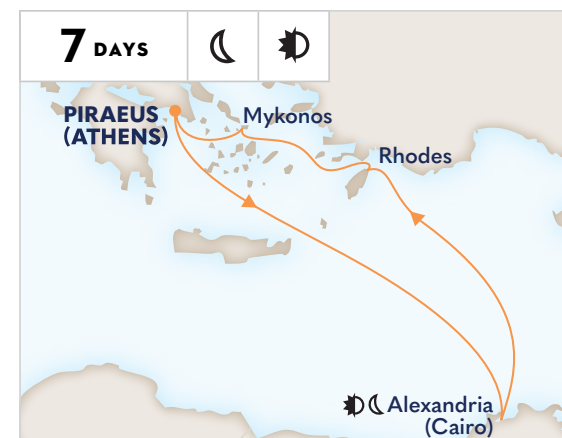 7 DAYS
PIRAEUS
(ATHENS)
Mykonos
Rhodes
Alexandria
(Cairo)